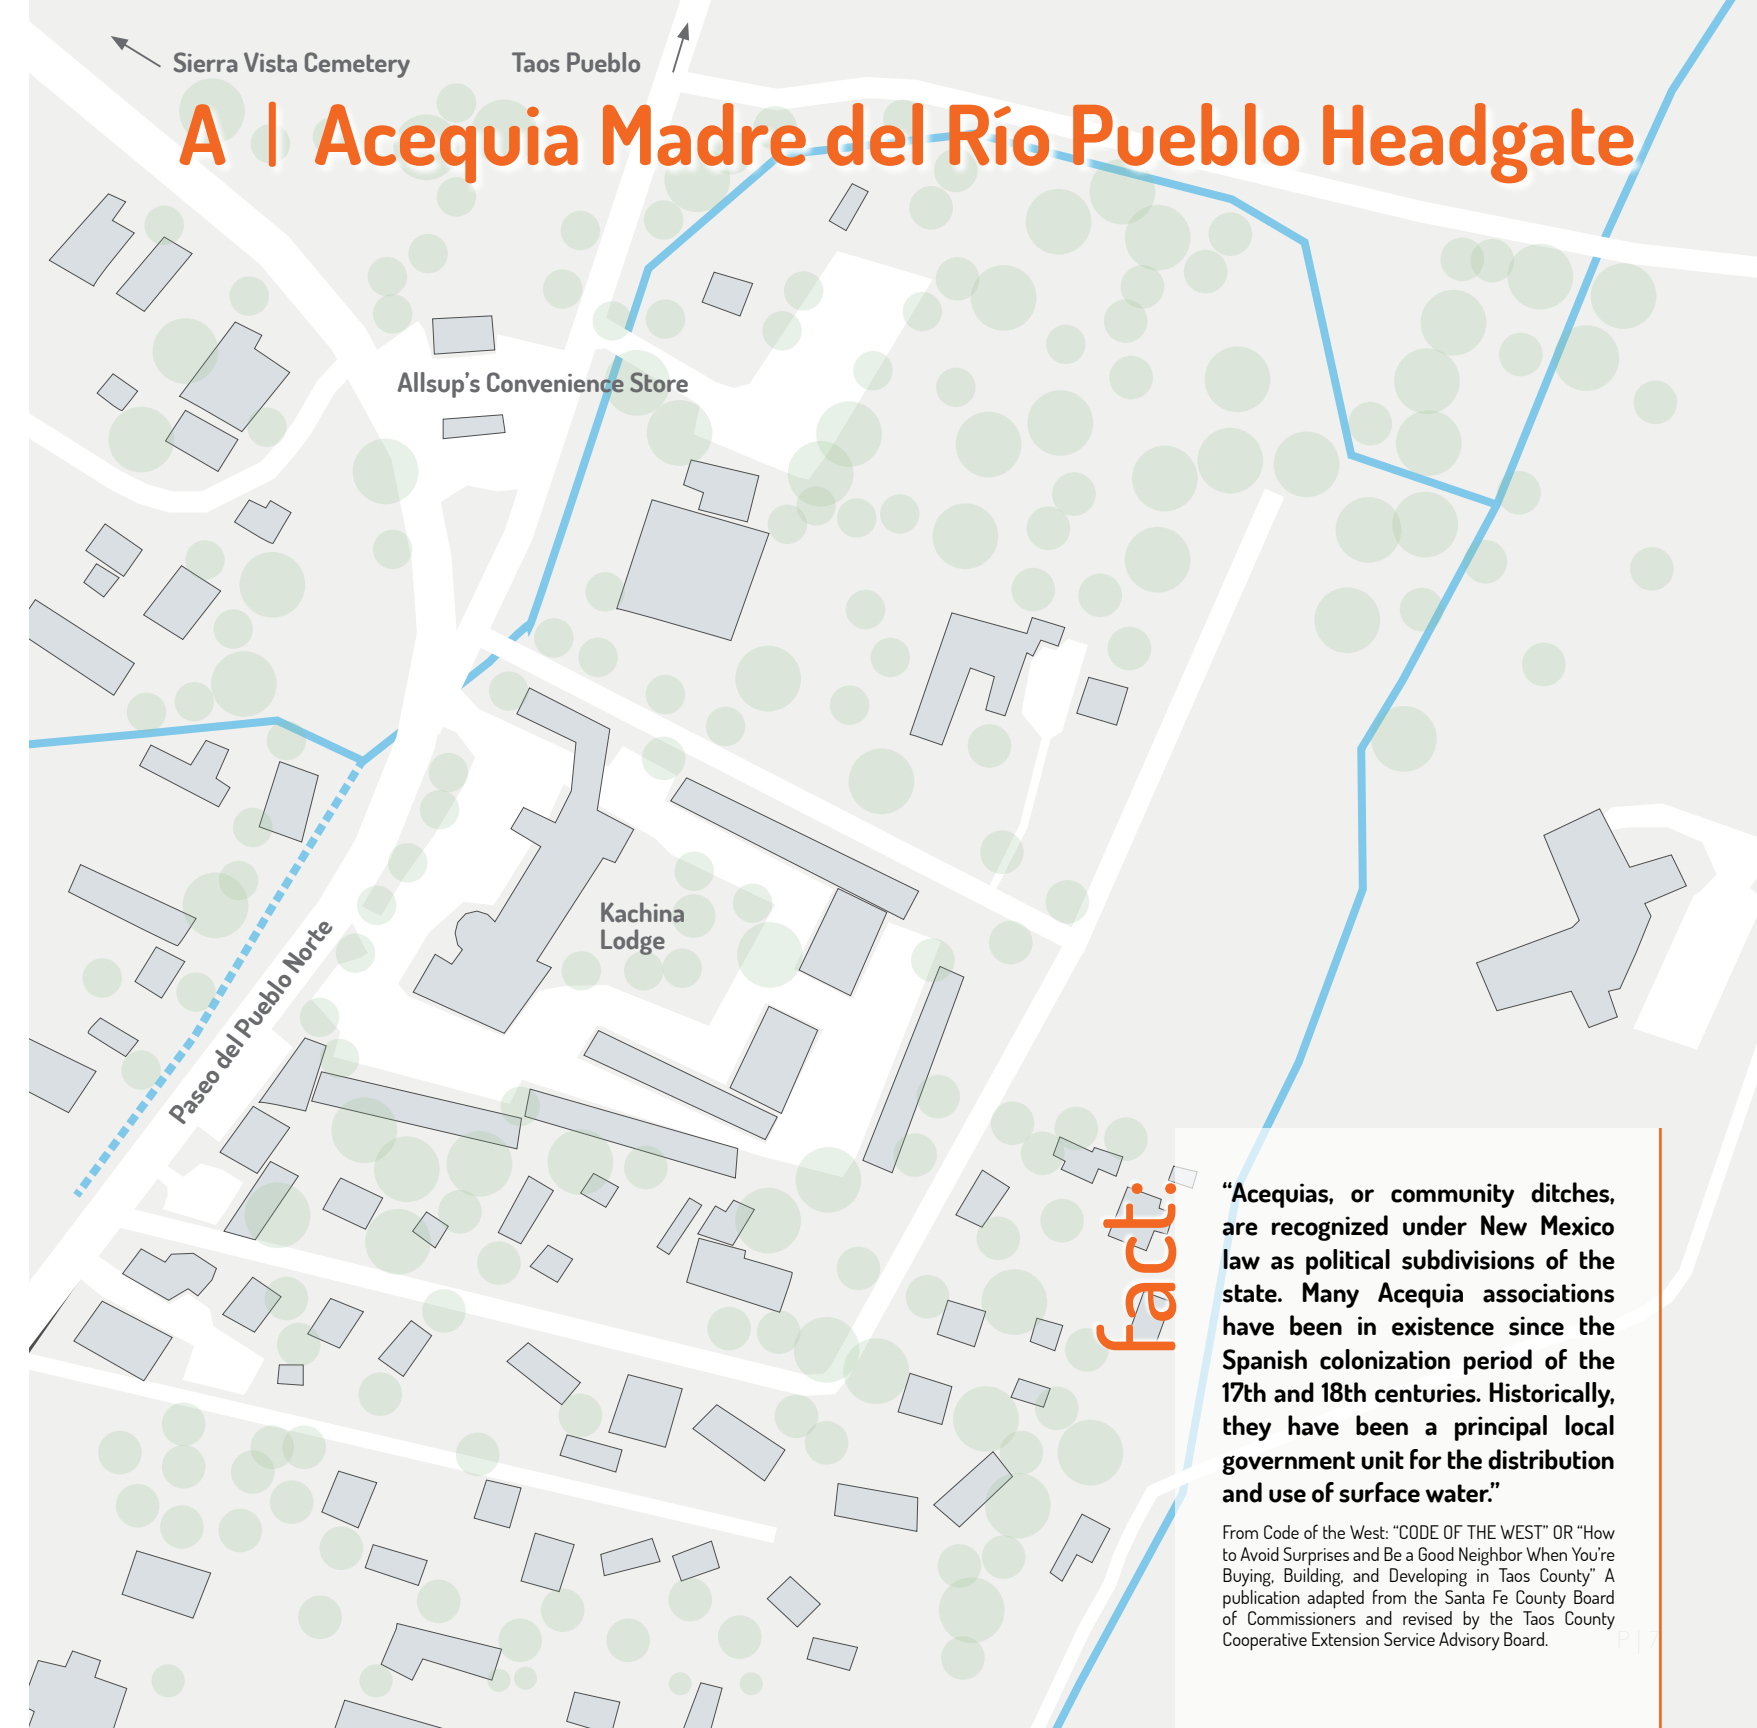 Sierra Vista Cemetery
Taos Pueblo
A | Acequia Madre del Río Pueblo Headgate
Allsup's Convenience Store
Kachina
Lodge
Paseo del Pueblo Norte
fact:
“Acequias, or community ditches,
are recognized under New Mexico
law as political subdivisions of the
state. Many Acequia associations
have been in existence since the
Spanish colonization period of the
17th and 18th centuries. Historically,
they have been a principal local
government unit for the distribution
and use of surface water.”
From Code of the West: “CODE OF THE WEST” OR “How
to Avoid Surprises and Be a Good Neighbor When You’re
Buying, Building, and Developing in Taos County” A
publication adapted from the Santa Fe County Board
of Commissioners and revised by the Taos County
Cooperative Extension Service Advisory Board.
P | 7